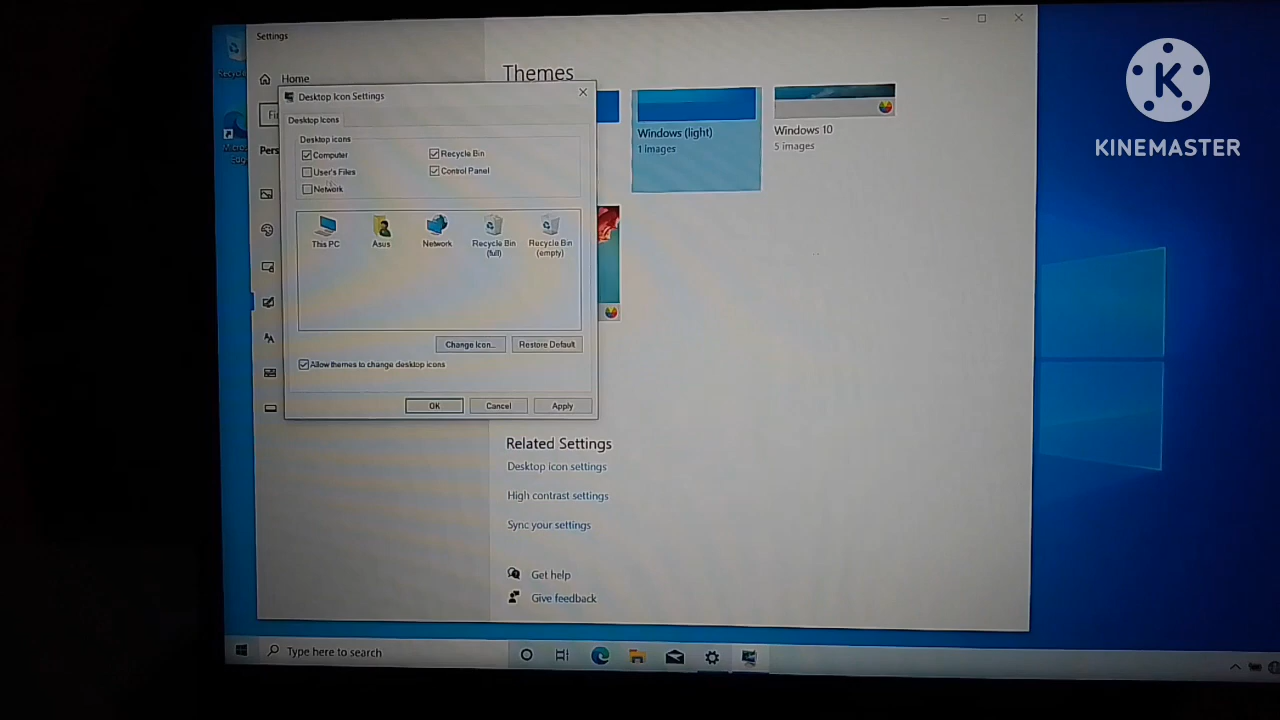 Settings
Home
Themes
Desktop Icon Settings
Desktop Icons
Desktop icons
Computer
Recycle Bin
User's Files
Control Panel
Network
This PC
Asus
Network
Recycle Bin (full)
Recycle Bin (empty)
Change Icon...
Restore Default
Allow themes to change desktop icons
OK
Cancel
Apply
Windows (light)
1 images
Windows 10
5 images
Related Settings
Desktop icon settings
High contrast settings
Sync your settings
Get help
Give feedback
Type here to search
K
KINEMASTER